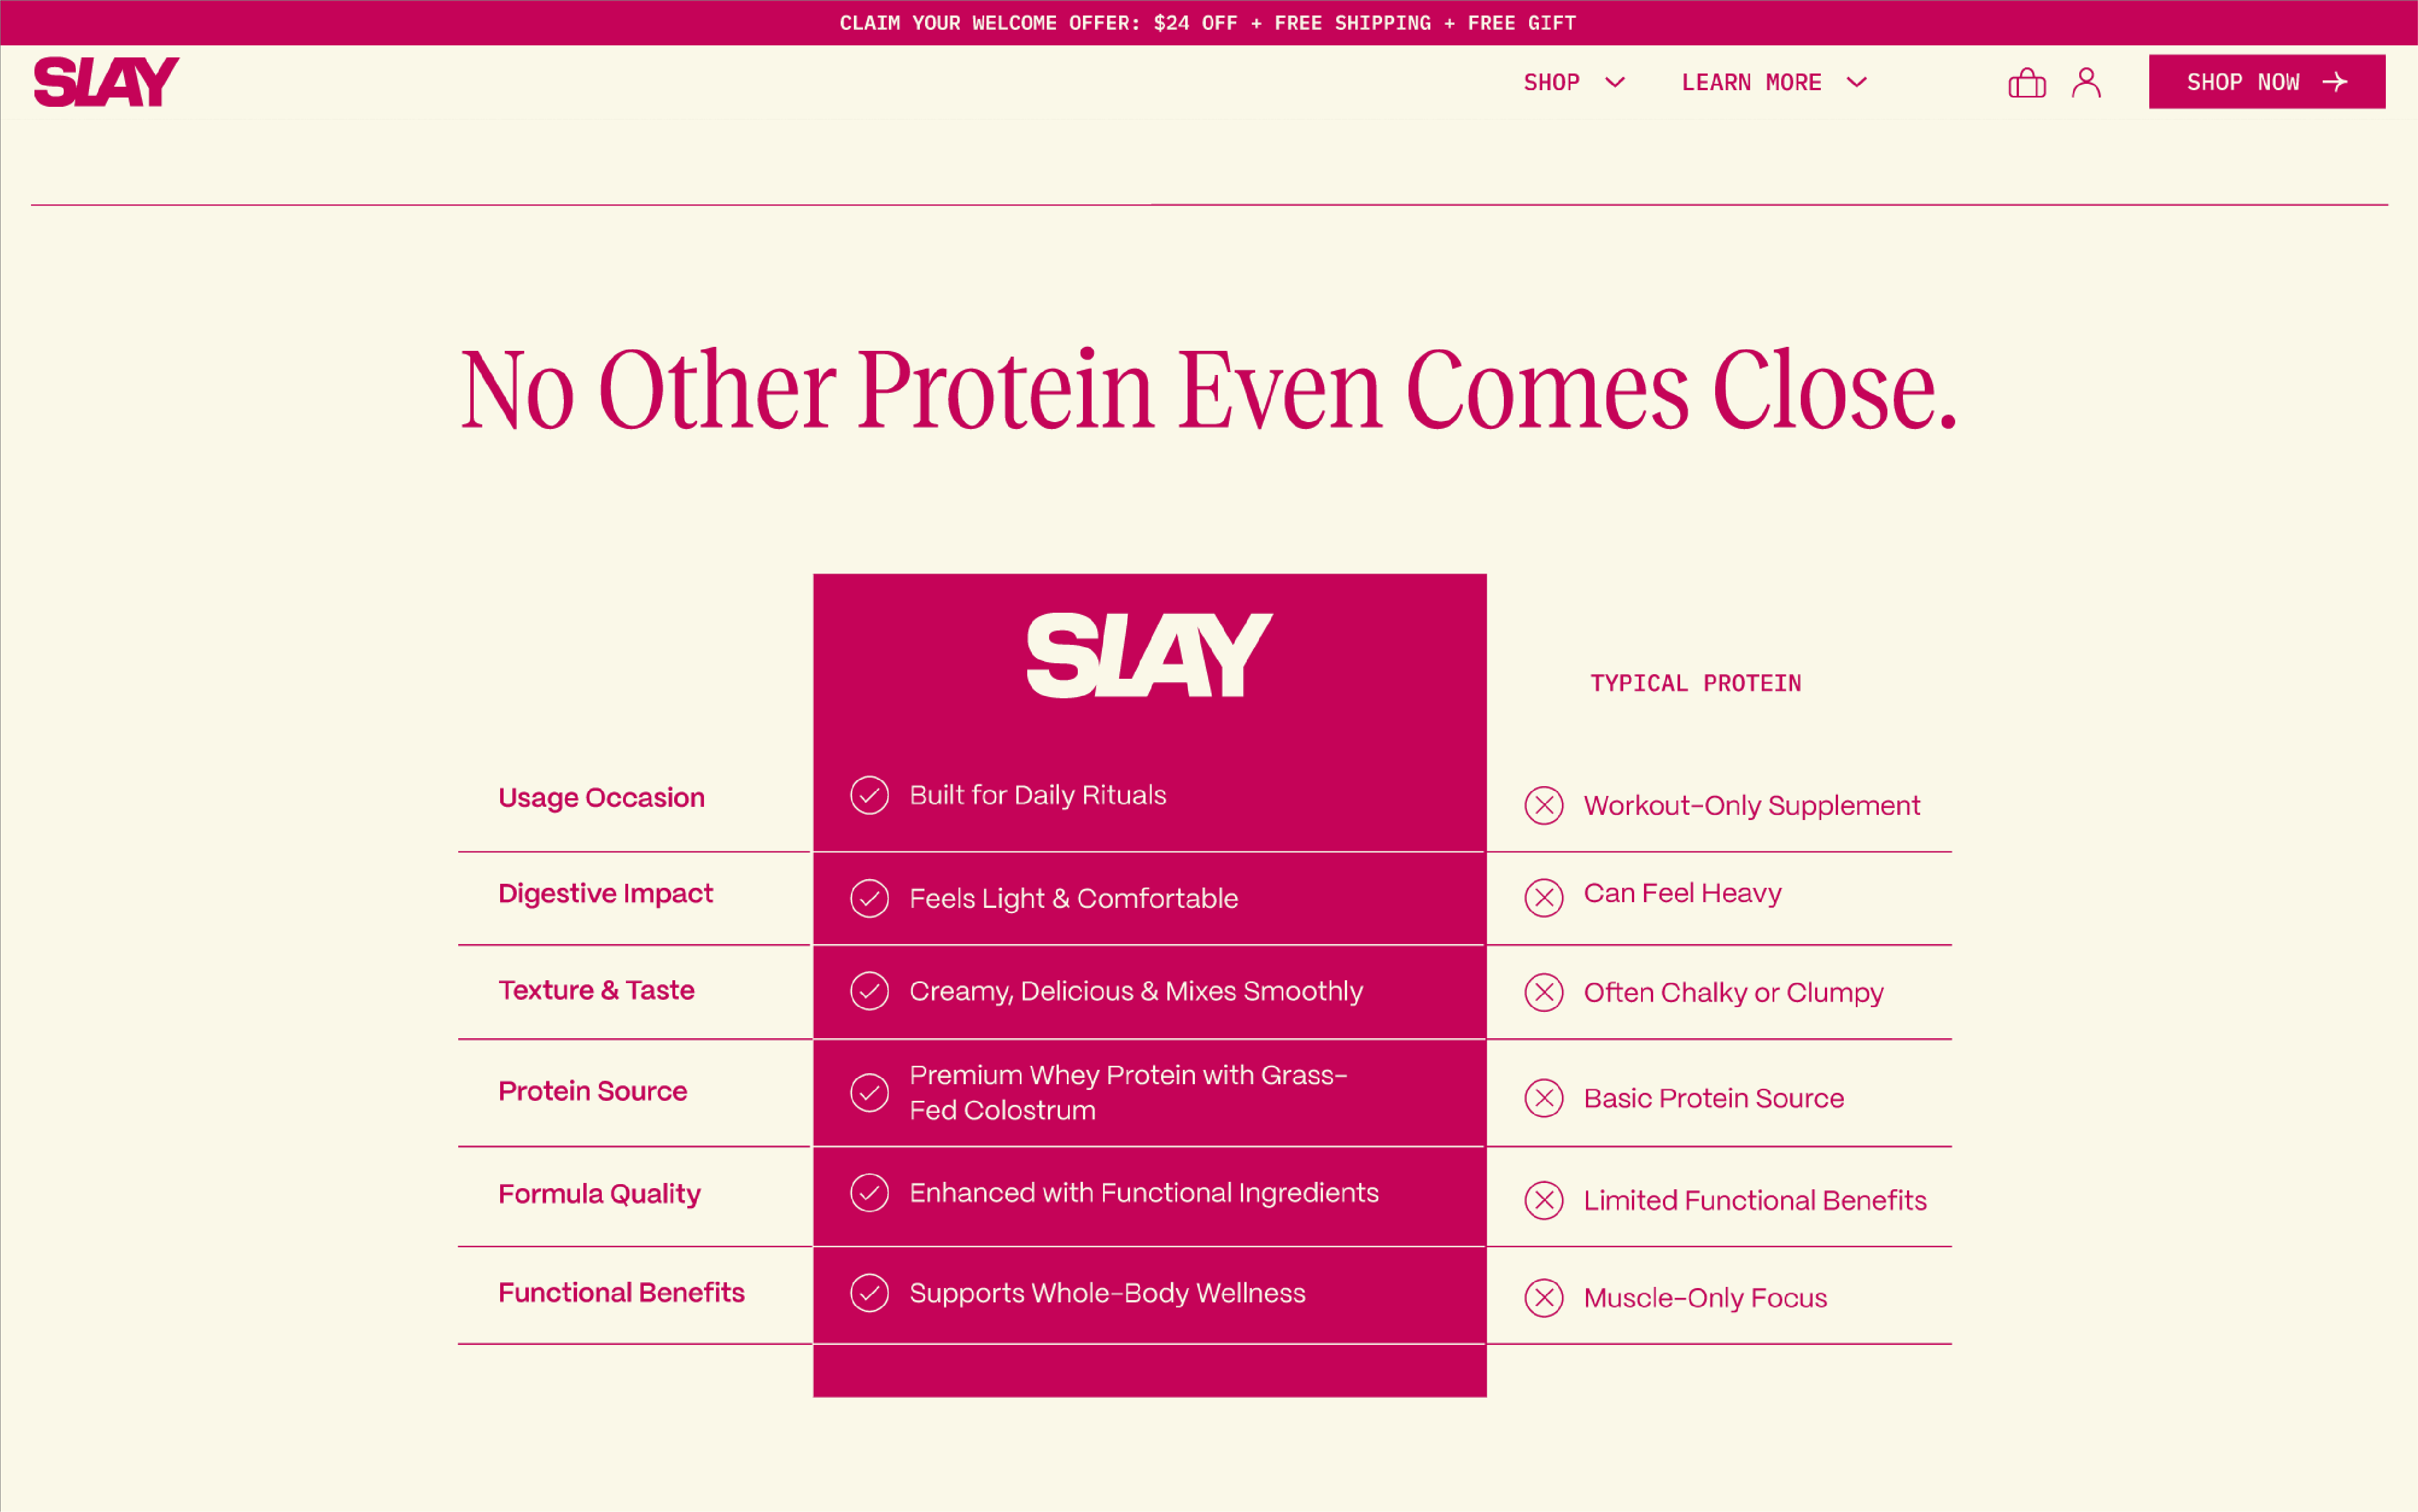 CLAIM YOUR WELCOME OFFER: $24 OFF + FREE SHIPPING + FREE GIFT
SLAY
SHOP
LEARN MORE
SHOP NOW
No Other Protein Even Comes Close.
SLAY
TYPICAL PROTEIN
Usage Occasion
Built for Daily Rituals
Workout-Only Supplement
Digestive Impact
Feels Light & Comfortable
Can Feel Heavy
Texture & Taste
Creamy, Delicious & Mixes Smoothly
Often Chalky or Clumpy
Protein Source
Premium Whey Protein with Grass-
Fed Colostrum
Basic Protein Source
Formula Quality
Enhanced with Functional Ingredients
Limited Functional Benefits
Functional Benefits
Supports Whole-Body Wellness
Muscle-Only Focus